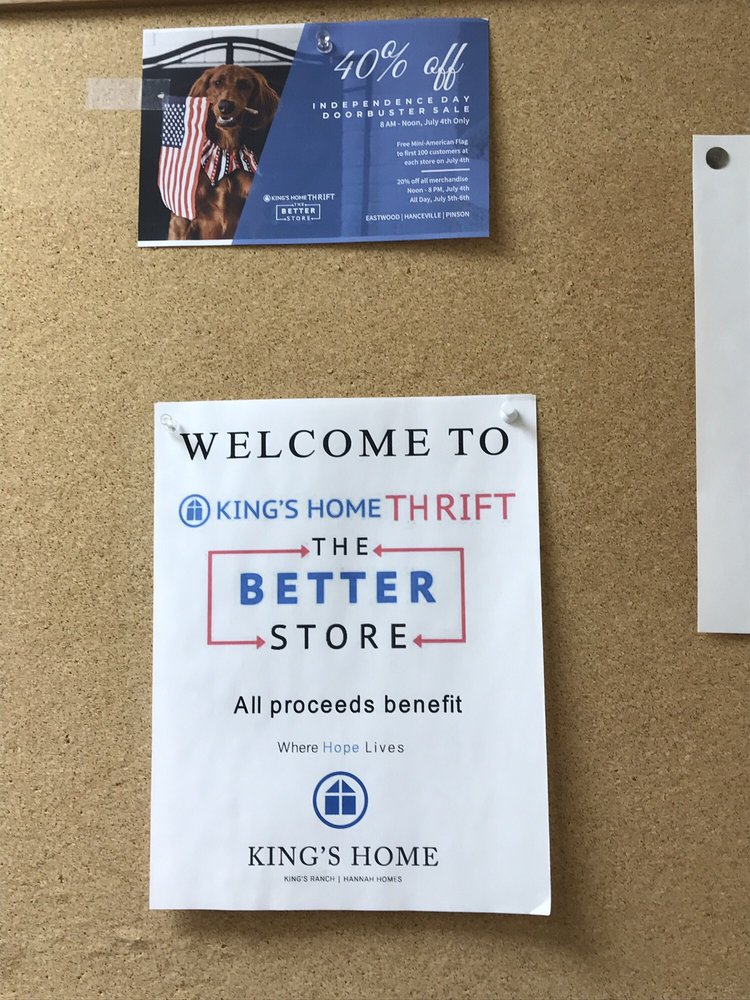 40% off
INDEPENDENCE DAY
DOORBUSTER SALE
8 AM - Noon, July 4th Only
Free Mini-American Flag
to first 100 customers at
each store on July 4th
20% off all merchandise
Noon - 8 PM, July 4th
All Day, July 5th-6th
KING'S HOME THRIFT
THE
BETTER
STORE
EASTWOOD | HANCEVILLE | PINSON
WELCOME TO
KING'S HOME THRIFT
THE
BETTER
STORE
All proceeds benefit
Where Hope Lives
KING'S HOME
KING'S RANCH | HANNAH HOMES